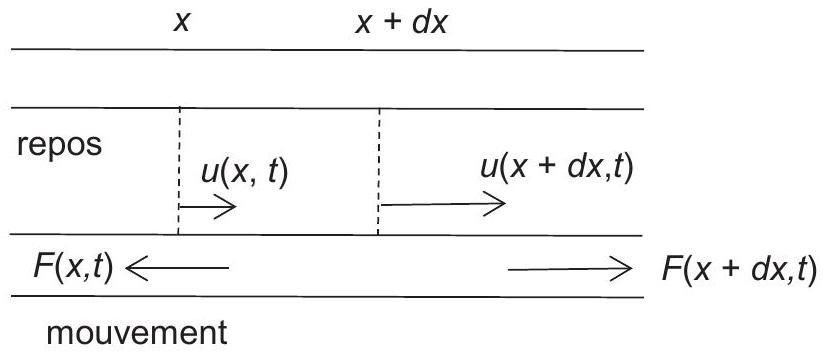 x x + dx
repos
u(x, t) u(x + dx,t)
F(x,t) F(x + dx,t)
mouvement